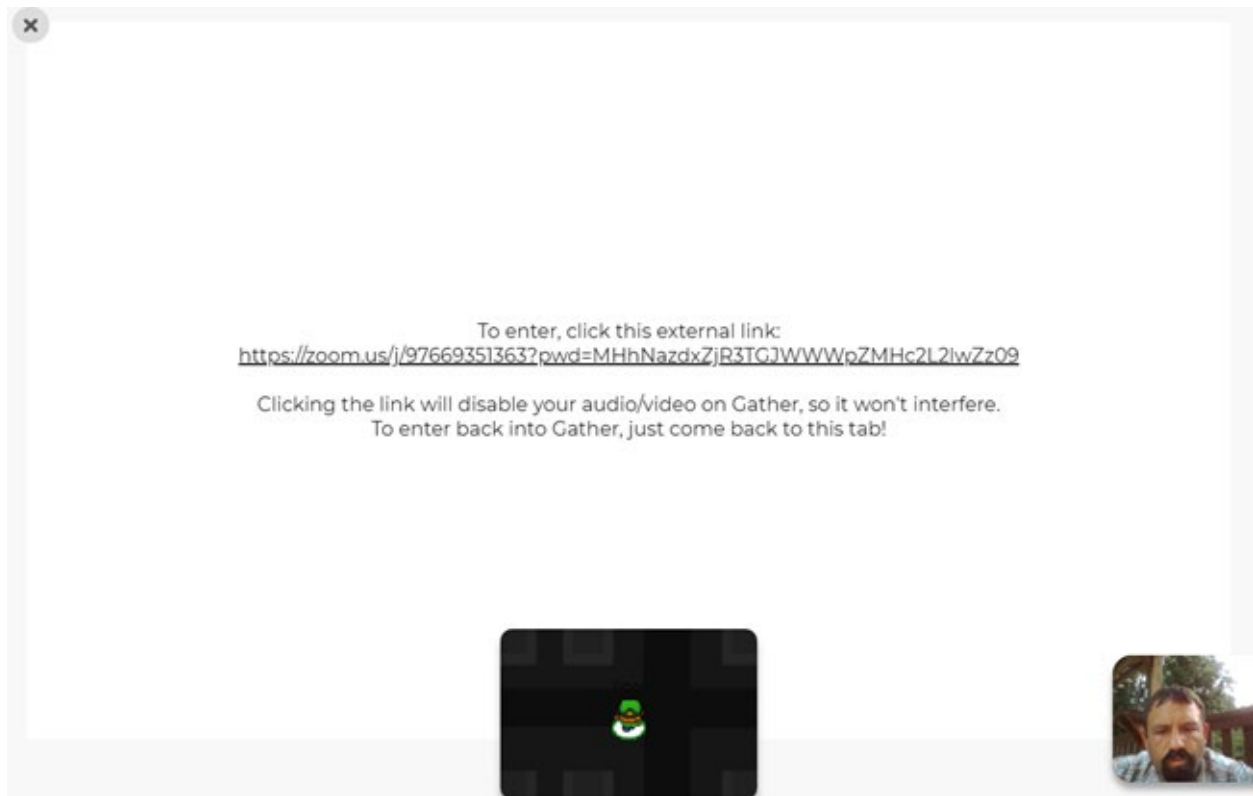 To enter, click this external link:
https://zoom.us/j/97669351363?pwd=MHhNazdxZjR3TGJWWWpZMHc2L2lwZz09
Clicking the link will disable your audio/video on Gather, so it won't interfere.
To enter back into Gather, just come back to this tab!